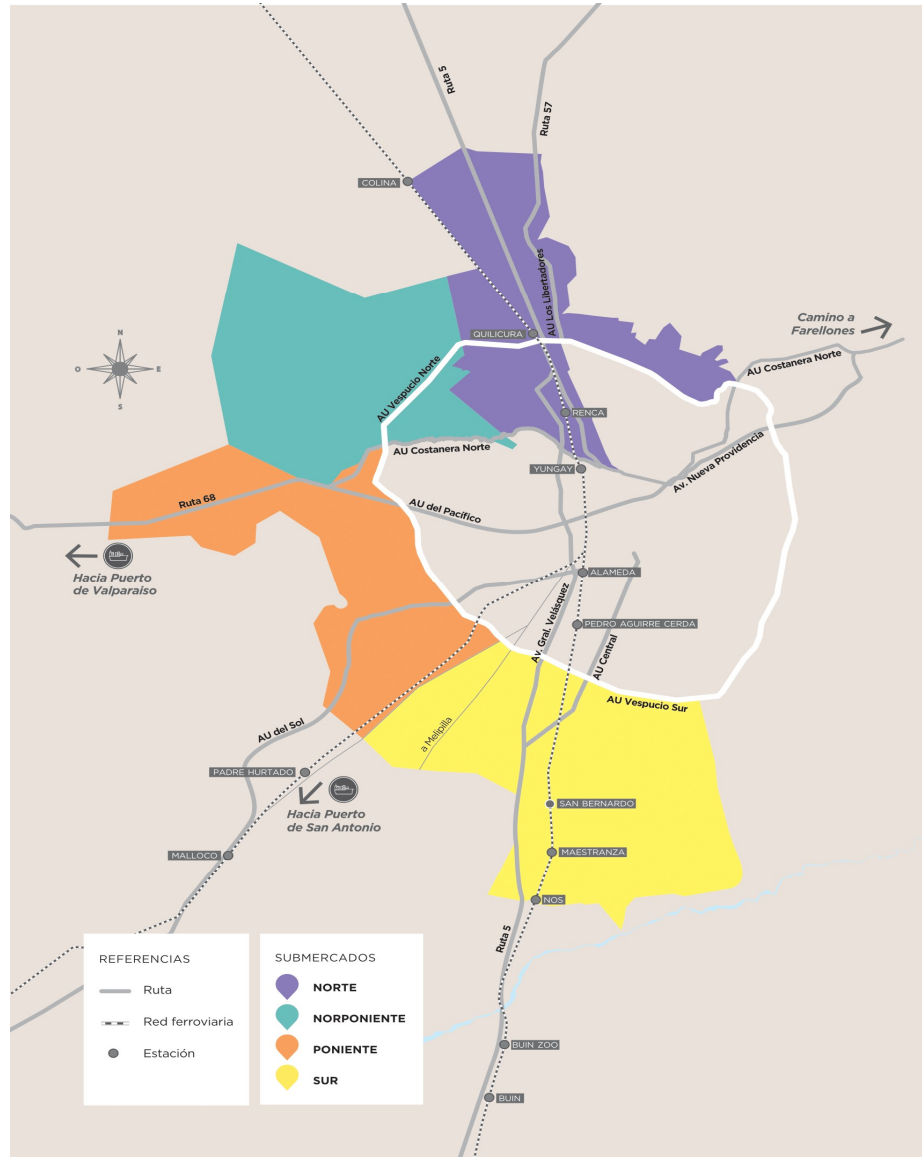 Ruta 5
Ruta 57
COLINA
AU Los Libertadores
Camino a
Farellones
QUILICURA
N
O
E
S
AU Vespucio Norte
AU Costanera Norte
RENCA
AU Costanera Norte
YUNGAY
Av. Nueva Providencia
Ruta 68
AU del Pacífico
Hacia Puerto
de Valparaiso
ALAMEDA
Av. Gral. Velásquez
PEDRO AGUIRRE CERDA
AU Central
AU Vespucio Sur
AU del Sol
a Melipilla
PADRE HURTADO
Hacia Puerto
de San Antonio
SAN BERNARDO
MALLOCO
MAESTRANZA
NOS
Ruta 5
REFERENCIAS
Ruta
Red ferroviaria
Estación
SUBMERCADOS
NORTE
NORPONIENTE
PONIENTE
SUR
BUIN ZOO
BUIN